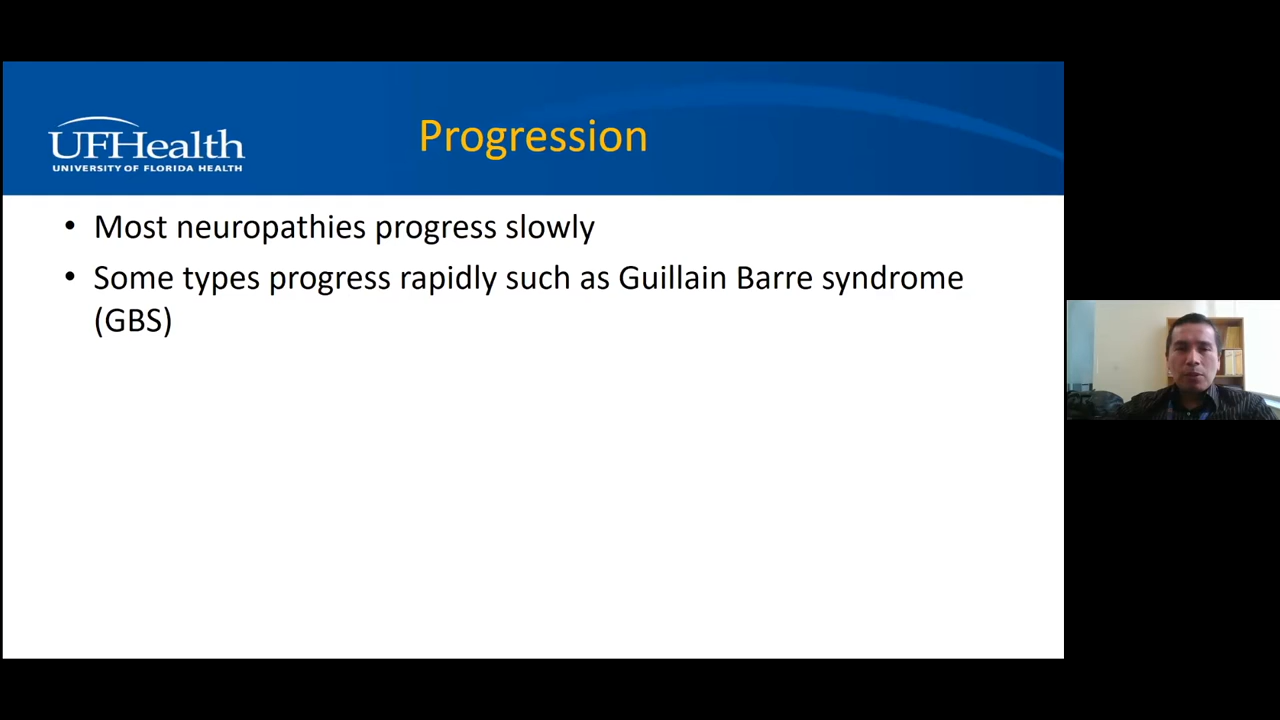 UFHealth
UNIVERSITY OF FLORIDA HEALTH
Progression
• Most neuropathies progress slowly
• Some types progress rapidly such as Guillain Barre syndrome
(GBS)